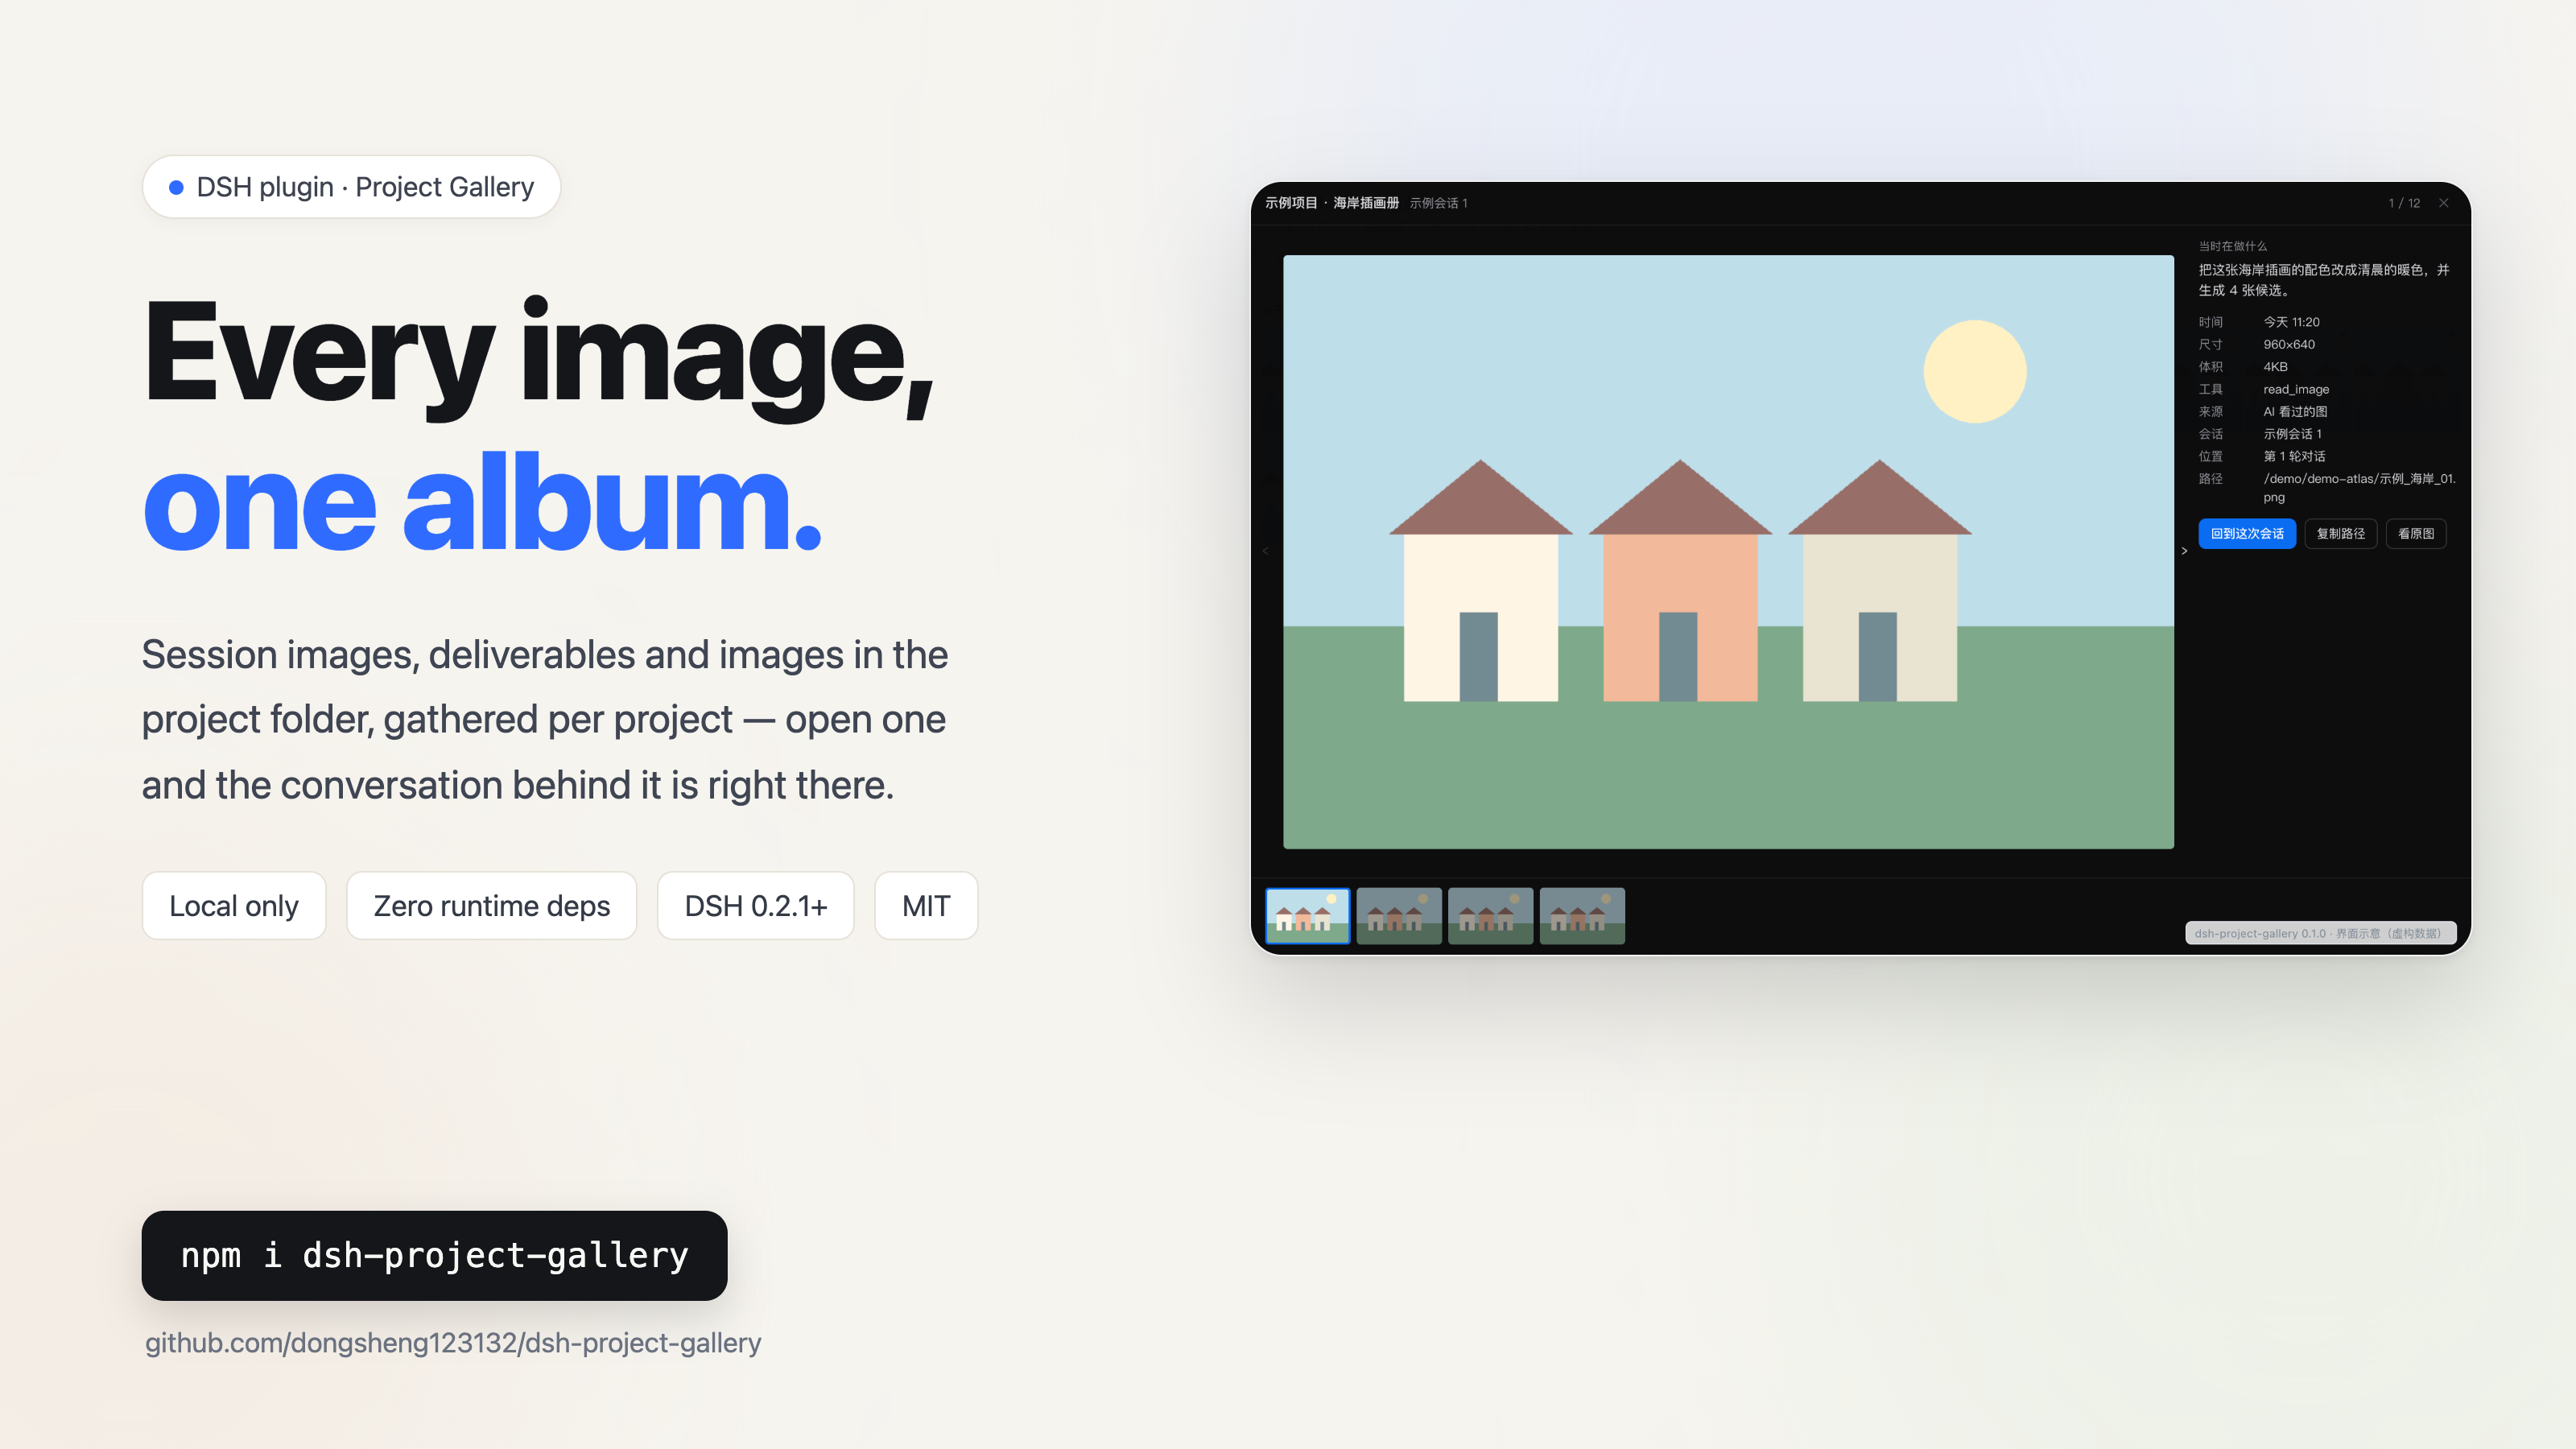 DSH plugin · Project Gallery
Every image,
one album.
Session images, deliverables and images in the
project folder, gathered per project — open one
and the conversation behind it is right there.
Local only
Zero runtime deps
DSH 0.2.1+
MIT
npm i dsh-project-gallery
github.com/dongsheng123132/dsh-project-gallery
示例项目 · 海岸插画册 示例会话 1
1 / 12 ×
当时在做什么
把这张海岸插画的配色改成清晨的暖色，并
生成 4 张候选。
时间 今天 11:20
尺寸 960×640
体积 4KB
工具 read_image
来源 AI 看过的图
会话 示例会话 1
位置 第 1 轮对话
路径 /demo/demo-atlas/示例_海岸_01.
png
回到这次会话 复制路径 看原图
dsh-project-gallery 0.1.0 · 界面示意（虚构数据）